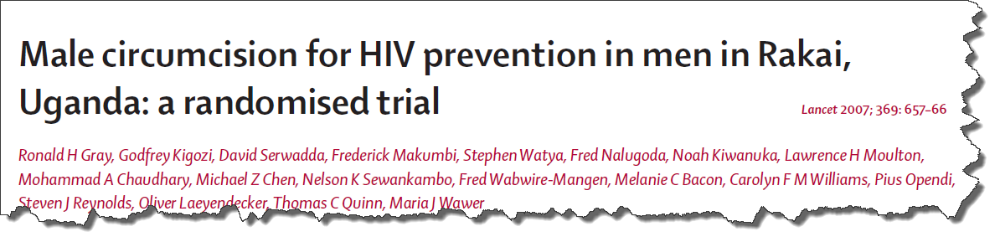 Male circumcision for HIV prevention in men in Rakai,
Uganda: a randomised trial
Lancet 2007; 369: 657–66
Ronald H Gray, Godfrey Kigozi, David Serwadda, Frederick Makumbi, Stephen Watya, Fred Nalugoda, Noah Kiwanuka, Lawrence H Moulton,
Mohammad A Chaudhary, Michael Z Chen, Nelson K Sewankambo, Fred Wabwire-Mangen, Melanie C Bacon, Carolyn F M Williams, Pius Opendi,
Steven J Reynolds, Oliver Laeyendecker, Thomas C Quinn, Maria J Wawer